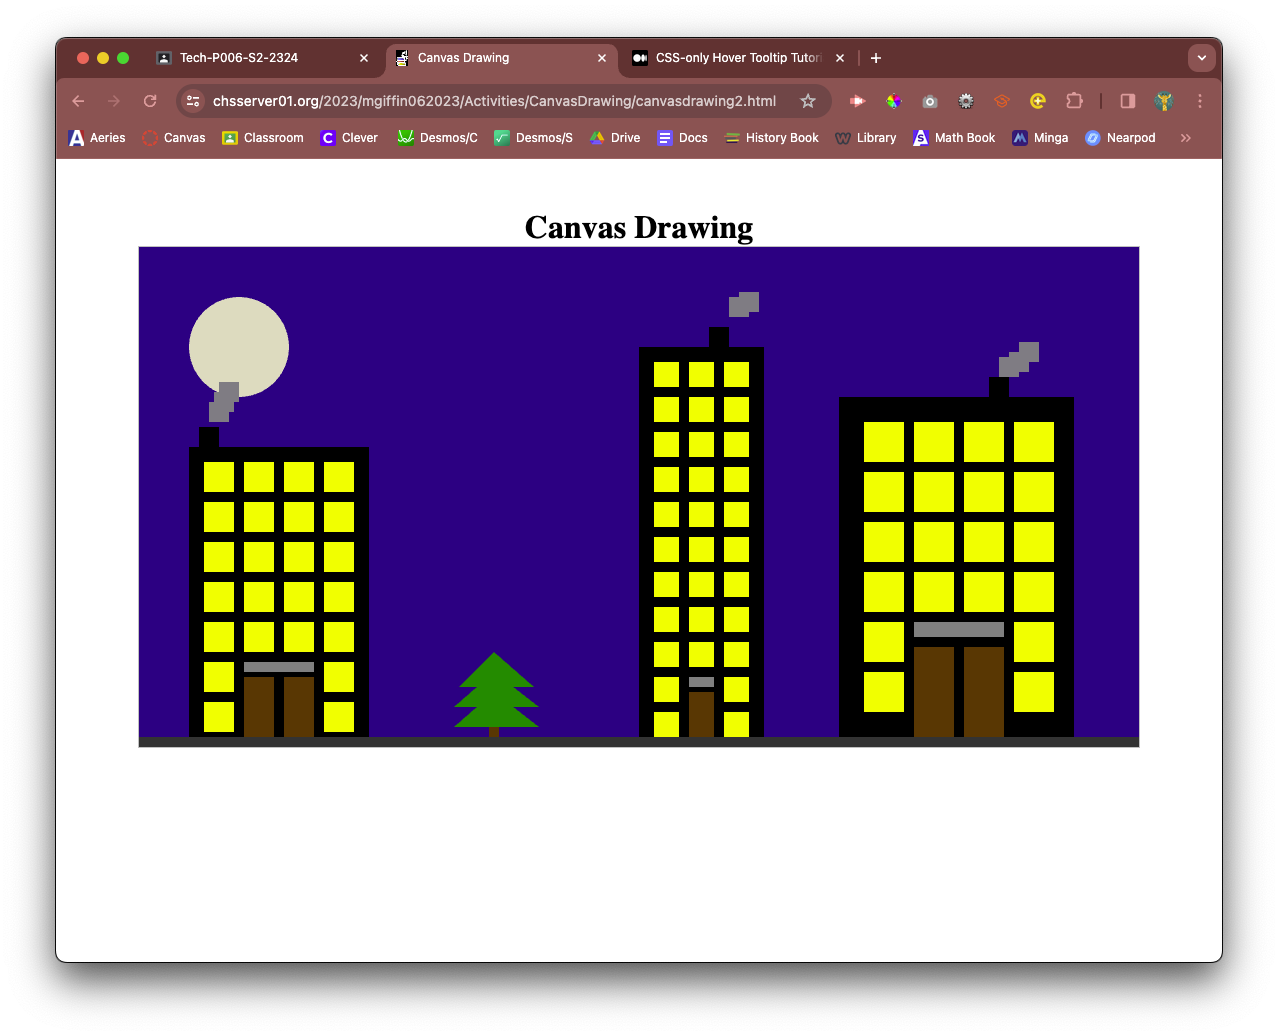 Tech-P006-S2-2324
Canvas Drawing
CSS-only Hover Tooltip Tutori
chsserver01.org/2023/mgiffin062023/Activities/CanvasDrawing/canvasdrawing2.html
Aeries Canvas Classroom Clever Desmos/C Desmos/S Drive Docs History Book Library Math Book Minga Nearpod
Canvas Drawing